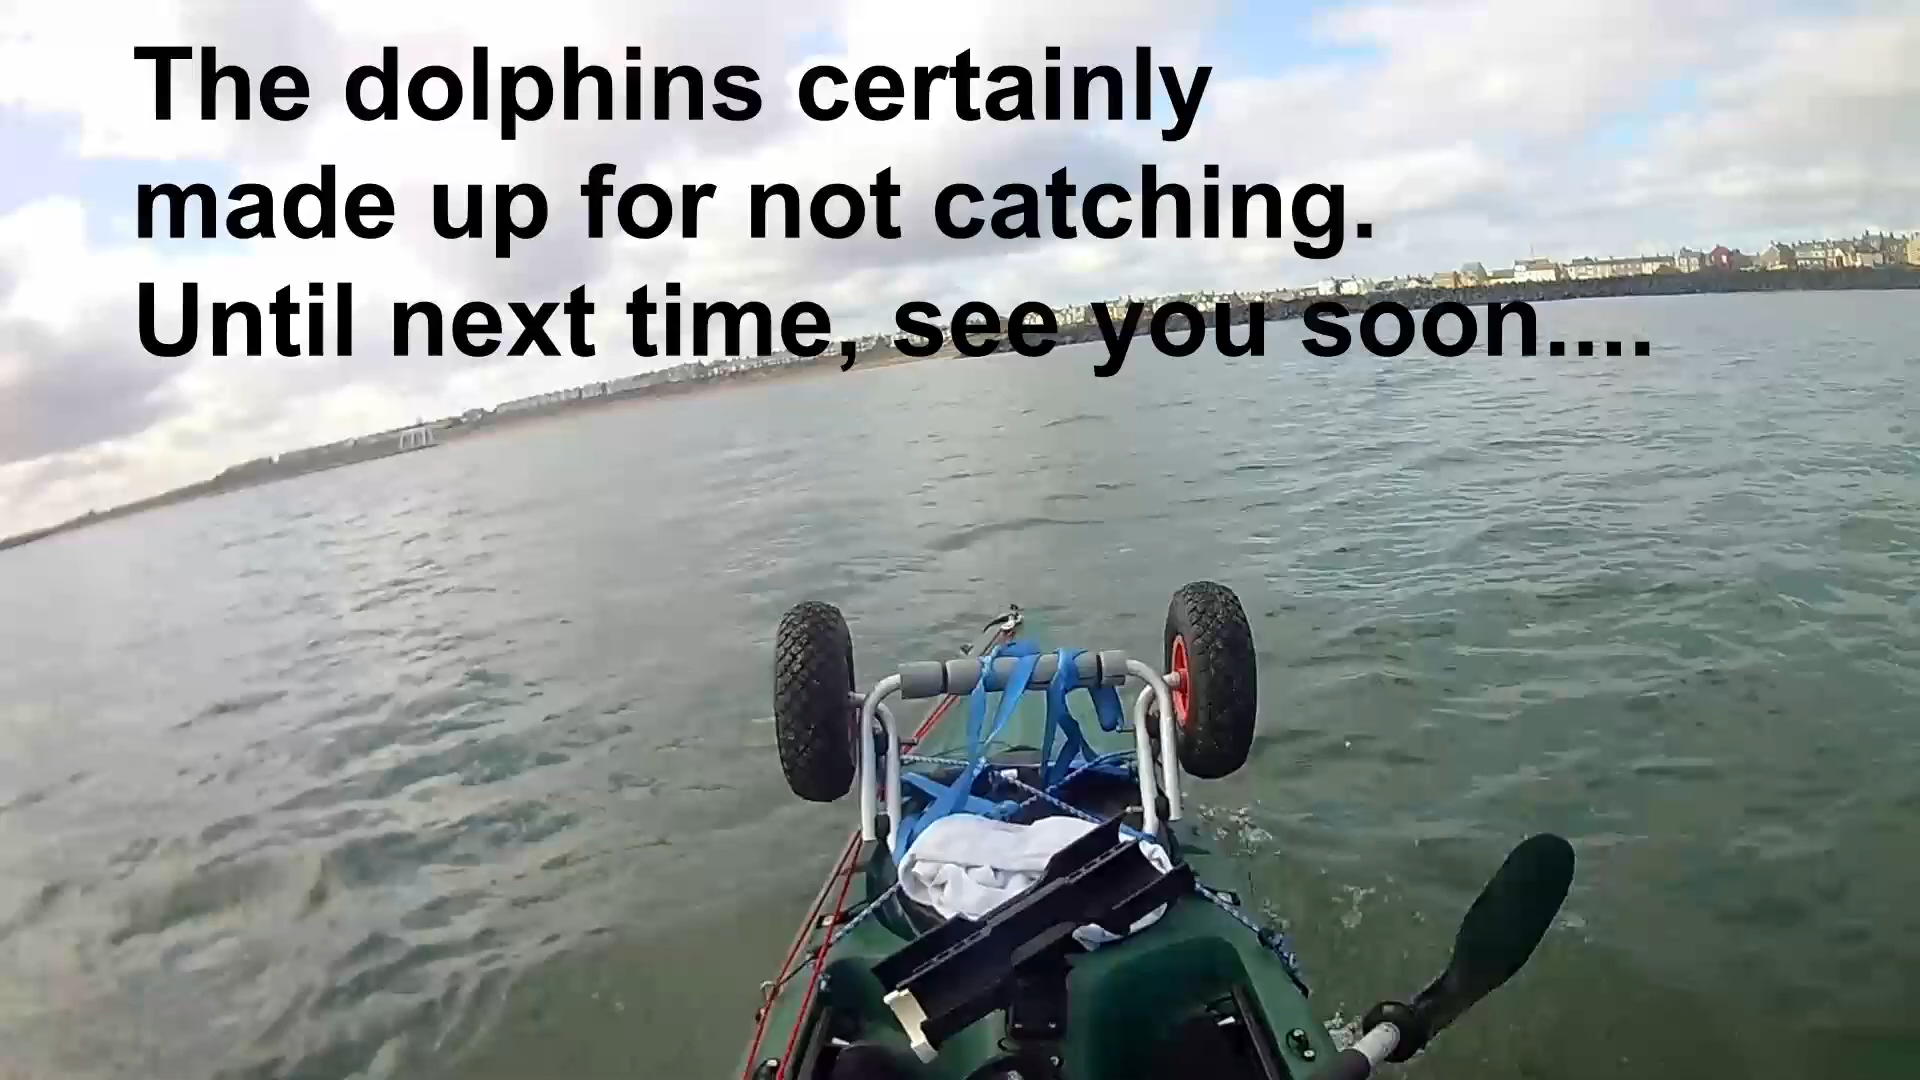 The dolphins certainly
made up for not catching.
Until next time, see you soon....